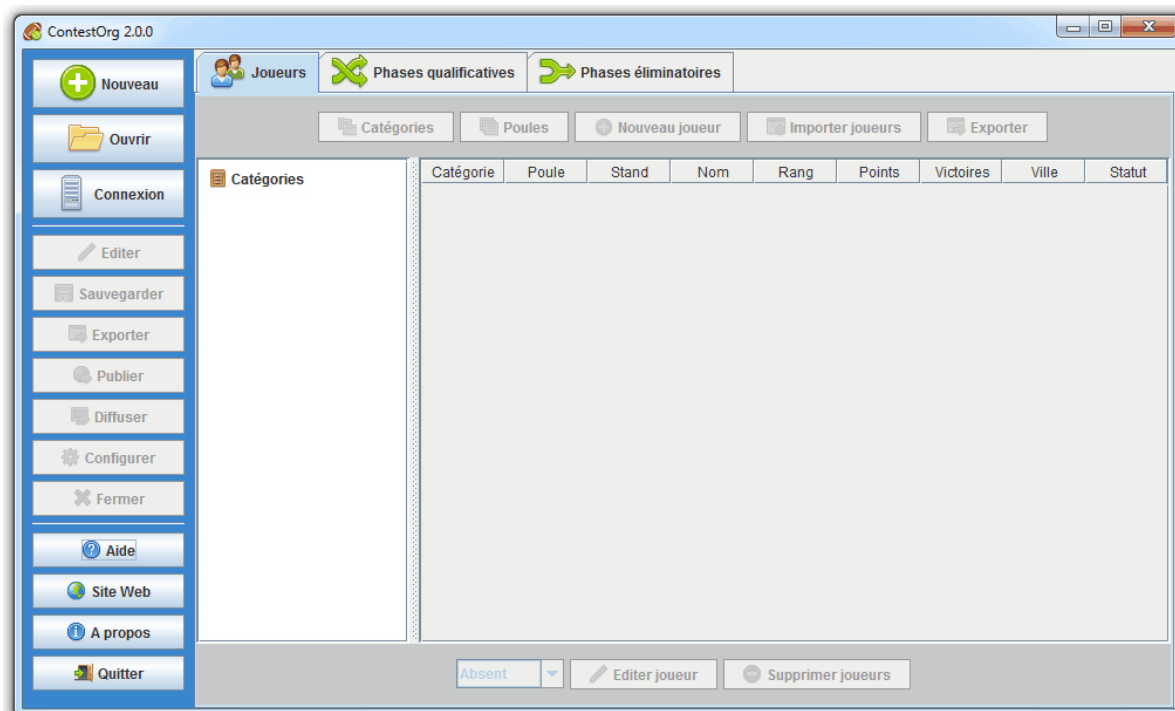 ContestOrg 2.0.0
Nouveau
Ouvrir
Connexion
Editer
Sauvegarder
Exporter
Publier
Diffuser
Configurer
Fermer
Aide
Site Web
A propos
Quitter
Joueurs Phases qualificatives Phases éliminatoires
Catégories Poules Nouveau joueur Importer joueurs Exporter
Catégories
Catégorie Poule Stand Nom Rang Points Victoires Ville Statut
Absent Editer joueur Supprimer joueurs